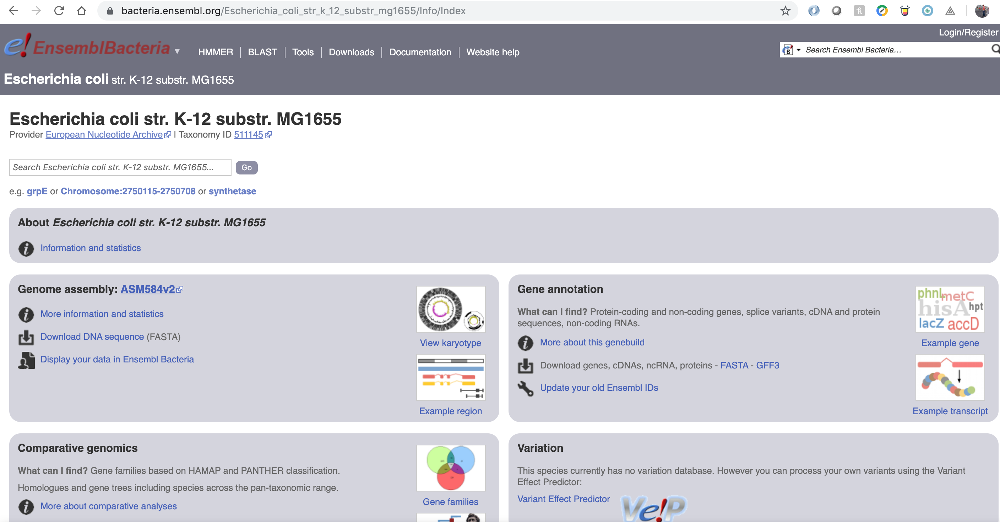 bacteria.ensembl.org/Escherichia_coli_str_k_12_substr_mg1655/Info/Index
Login/Register
e!EnsemblBacteria ▼
HMMER | BLAST | Tools | Downloads | Documentation | Website help
Search Ensembl Bacteria...
Escherichia coli str. K-12 substr. MG1655
Escherichia coli str. K-12 substr. MG1655
Provider European Nucleotide Archive | Taxonomy ID 511145
Search Escherichia coli str. K-12 substr. MG1655... Go
e.g. grpE or Chromosome:2750115-2750708 or synthetase
About Escherichia coli str. K-12 substr. MG1655
Information and statistics
Genome assembly: ASM584v2
More information and statistics
Download DNA sequence (FASTA)
Display your data in Ensembl Bacteria
View karyotype
Example region
Gene annotation
What can I find? Protein-coding and non-coding genes, splice variants, cDNA and protein
sequences, non-coding RNAs.
More about this genebuild
Download genes, cDNAs, ncRNA, proteins - FASTA - GFF3
Update your old Ensembl IDs
phnL metC
hisA hpt
lacZ accD
Example gene
Example transcript
Comparative genomics
What can I find? Gene families based on HAMAP and PANTHER classification.
Homologues and gene trees including species across the pan-taxonomic range.
More about comparative analyses
Gene families
Variation
This species currently has no variation database. However you can process your own variants using the Variant
Effect Predictor:
Variant Effect Predictor
Ve!P